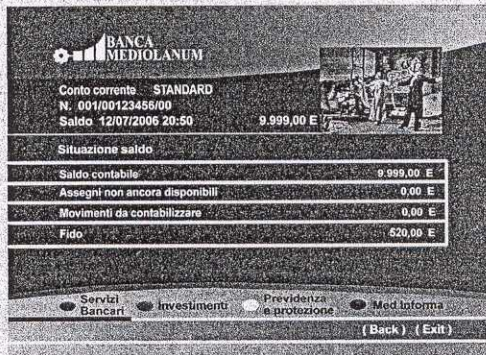 BANCA
MEDIOLANUM
Conto corrente STANDARD
N. 001/00123456/00
Saldo 12/07/2006 20:50 9.999,00 E
Situazione saldo
Saldo contabile 9.999,00 E
Assegni non ancora disponibili 0,00 E
Movimenti da contabilizzare 0,00 E
Fido 520,00 E
Servizi Bancari
Investimenti
Previdenza e protezione
Med Informa
(Back) (Exit)